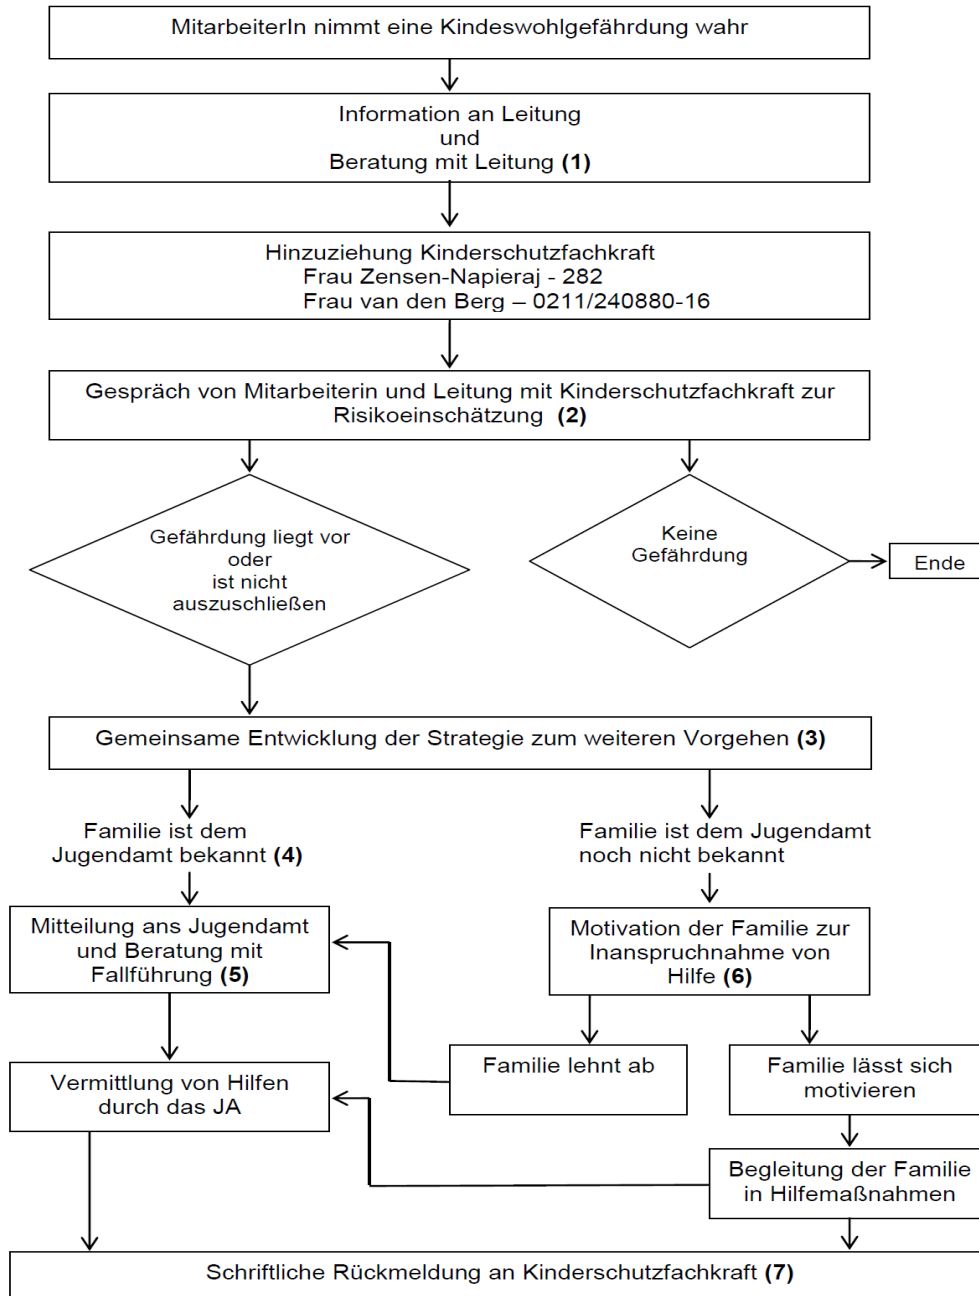 MitarbeiterIn nimmt eine Kindeswohlgefährdung wahr
Information an Leitung
und
Beratung mit Leitung (1)
Hinzuziehung Kinderschutzfachkraft
Frau Zensen-Napieraj - 282
Frau van den Berg – 0211/240880-16
Gespräch von Mitarbeiterin und Leitung mit Kinderschutzfachkraft zur
Risikoeinschätzung (2)
Gefährdung liegt vor
oder
ist nicht
auszuschließen
Keine
Gefährdung
Ende
Gemeinsame Entwicklung der Strategie zum weiteren Vorgehen (3)
Familie ist dem
Jugendamt bekannt (4)
Familie ist dem Jugendamt
noch nicht bekannt
Mitteilung ans Jugendamt
und Beratung mit
Fallführung (5)
Motivation der Familie zur
Inanspruchnahme von
Hilfe (6)
Familie lehnt ab
Familie lässt sich
motivieren
Vermittlung von Hilfen
durch das JA
Begleitung der Familie
in Hilfemaßnahmen
Schriftliche Rückmeldung an Kinderschutzfachkraft (7)